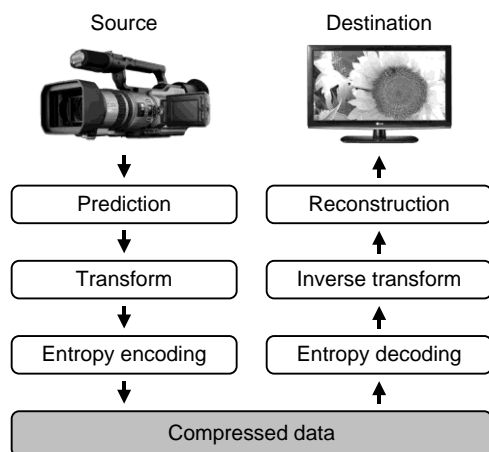 Source
Destination
Prediction
Reconstruction
Transform
Inverse transform
Entropy encoding
Entropy decoding
Compressed data